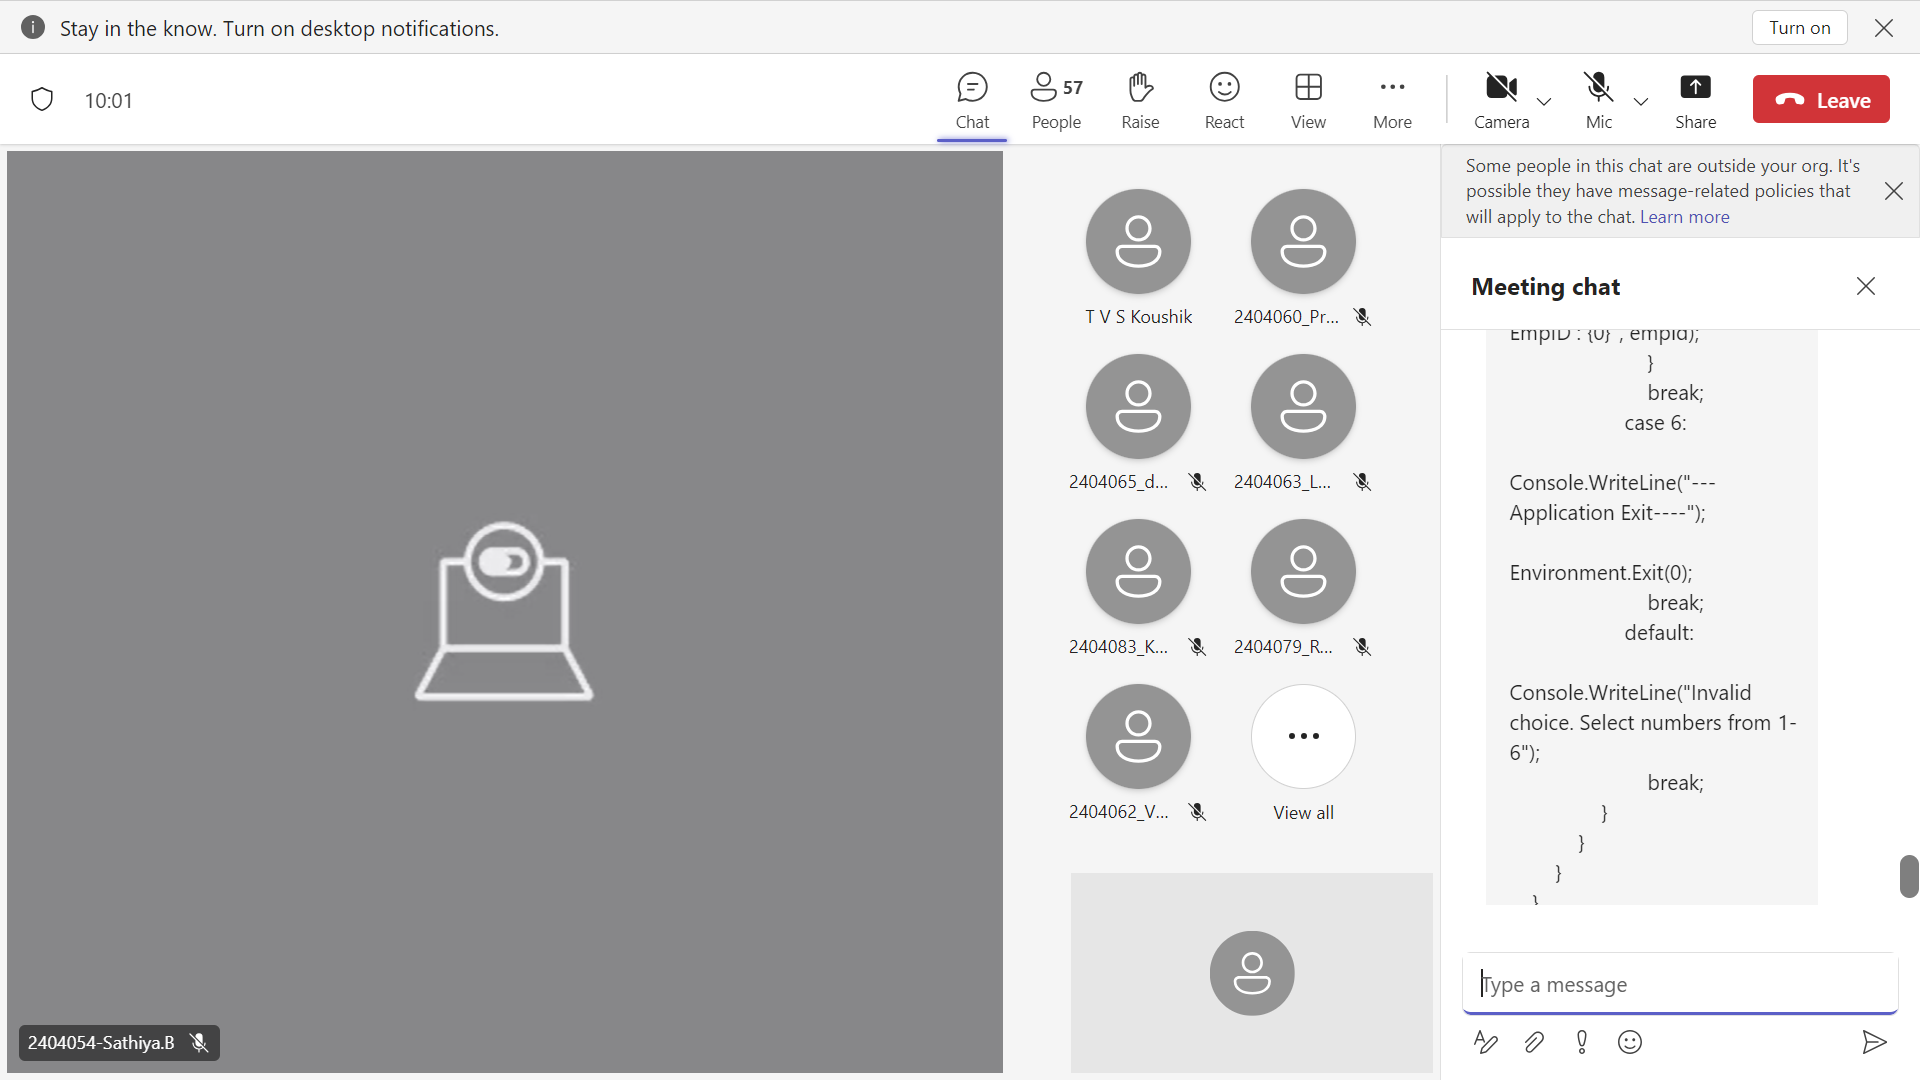 Stay in the know. Turn on desktop notifications.
Turn on
10:01
Chat
57
People
Raise
React
View
More
Camera
Mic
Share
Leave
Some people in this chat are outside your org. It's
possible they have message-related policies that
will apply to the chat. Learn more
Meeting chat
T V S Koushik
2404060_Pr...
2404065_d...
2404063_L...
2404083_K...
2404079_R...
2404062_V...
View all
2404054-Sathiya.B
EmpID : {0}", empId);
}
break;
case 6:
Console.WriteLine("---
Application Exit----");
Environment.Exit(0);
break;
default:
Console.WriteLine("Invalid
choice. Select numbers from 1-
6");
break;
}
}
}
}
Type a message